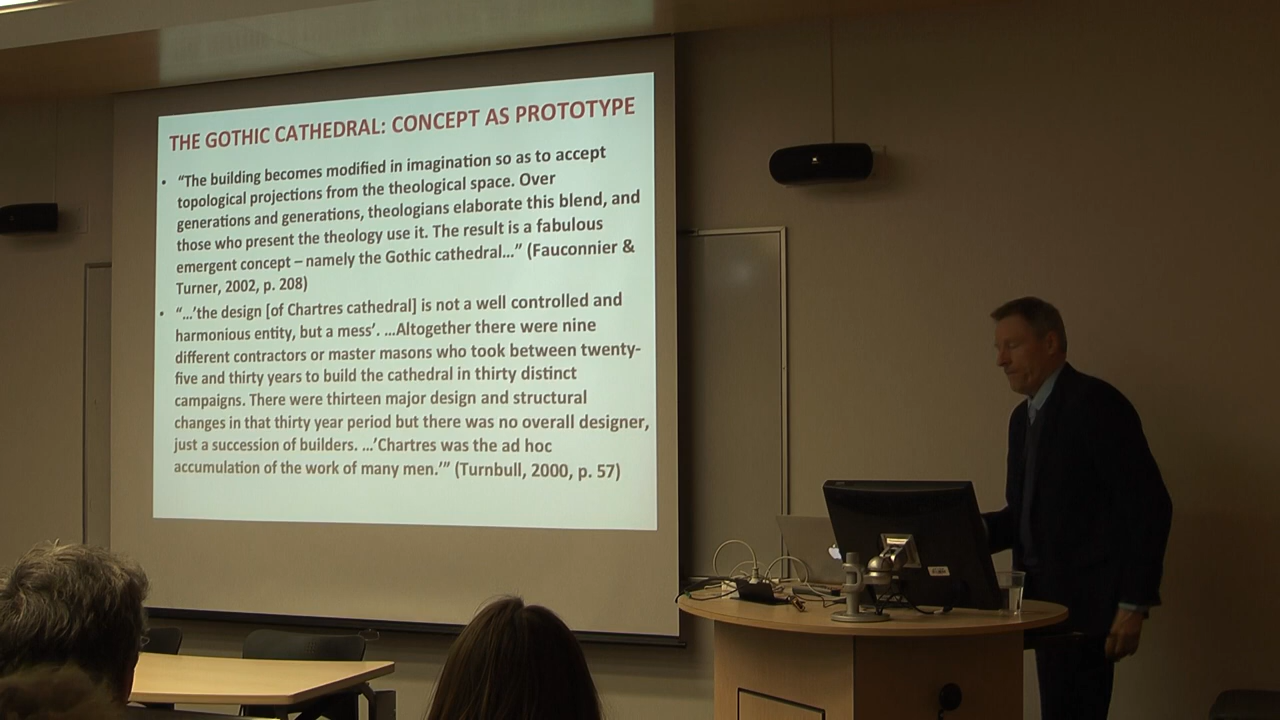 THE GOTHIC CATHEDRAL: CONCEPT AS PROTOTYPE
• “The building becomes modified in imagination so as to accept
topological projections from the theological space. Over
generations and generations, theologians elaborate this blend, and
those who present the theology use it. The result is a fabulous
emergent concept – namely the Gothic cathedral...” (Fauconnier &
Turner, 2002, p. 208)
• “...’the design [of Chartres cathedral] is not a well controlled and
harmonious entity, but a mess’. ...Altogether there were nine
different contractors or master masons who took between twenty-
five and thirty years to build the cathedral in thirty distinct
campaigns. There were thirteen major design and structural
changes in that thirty year period but there was no overall designer,
just a succession of builders. ...’Chartres was the ad hoc
accumulation of the work of many men.’” (Turnbull, 2000, p. 57)